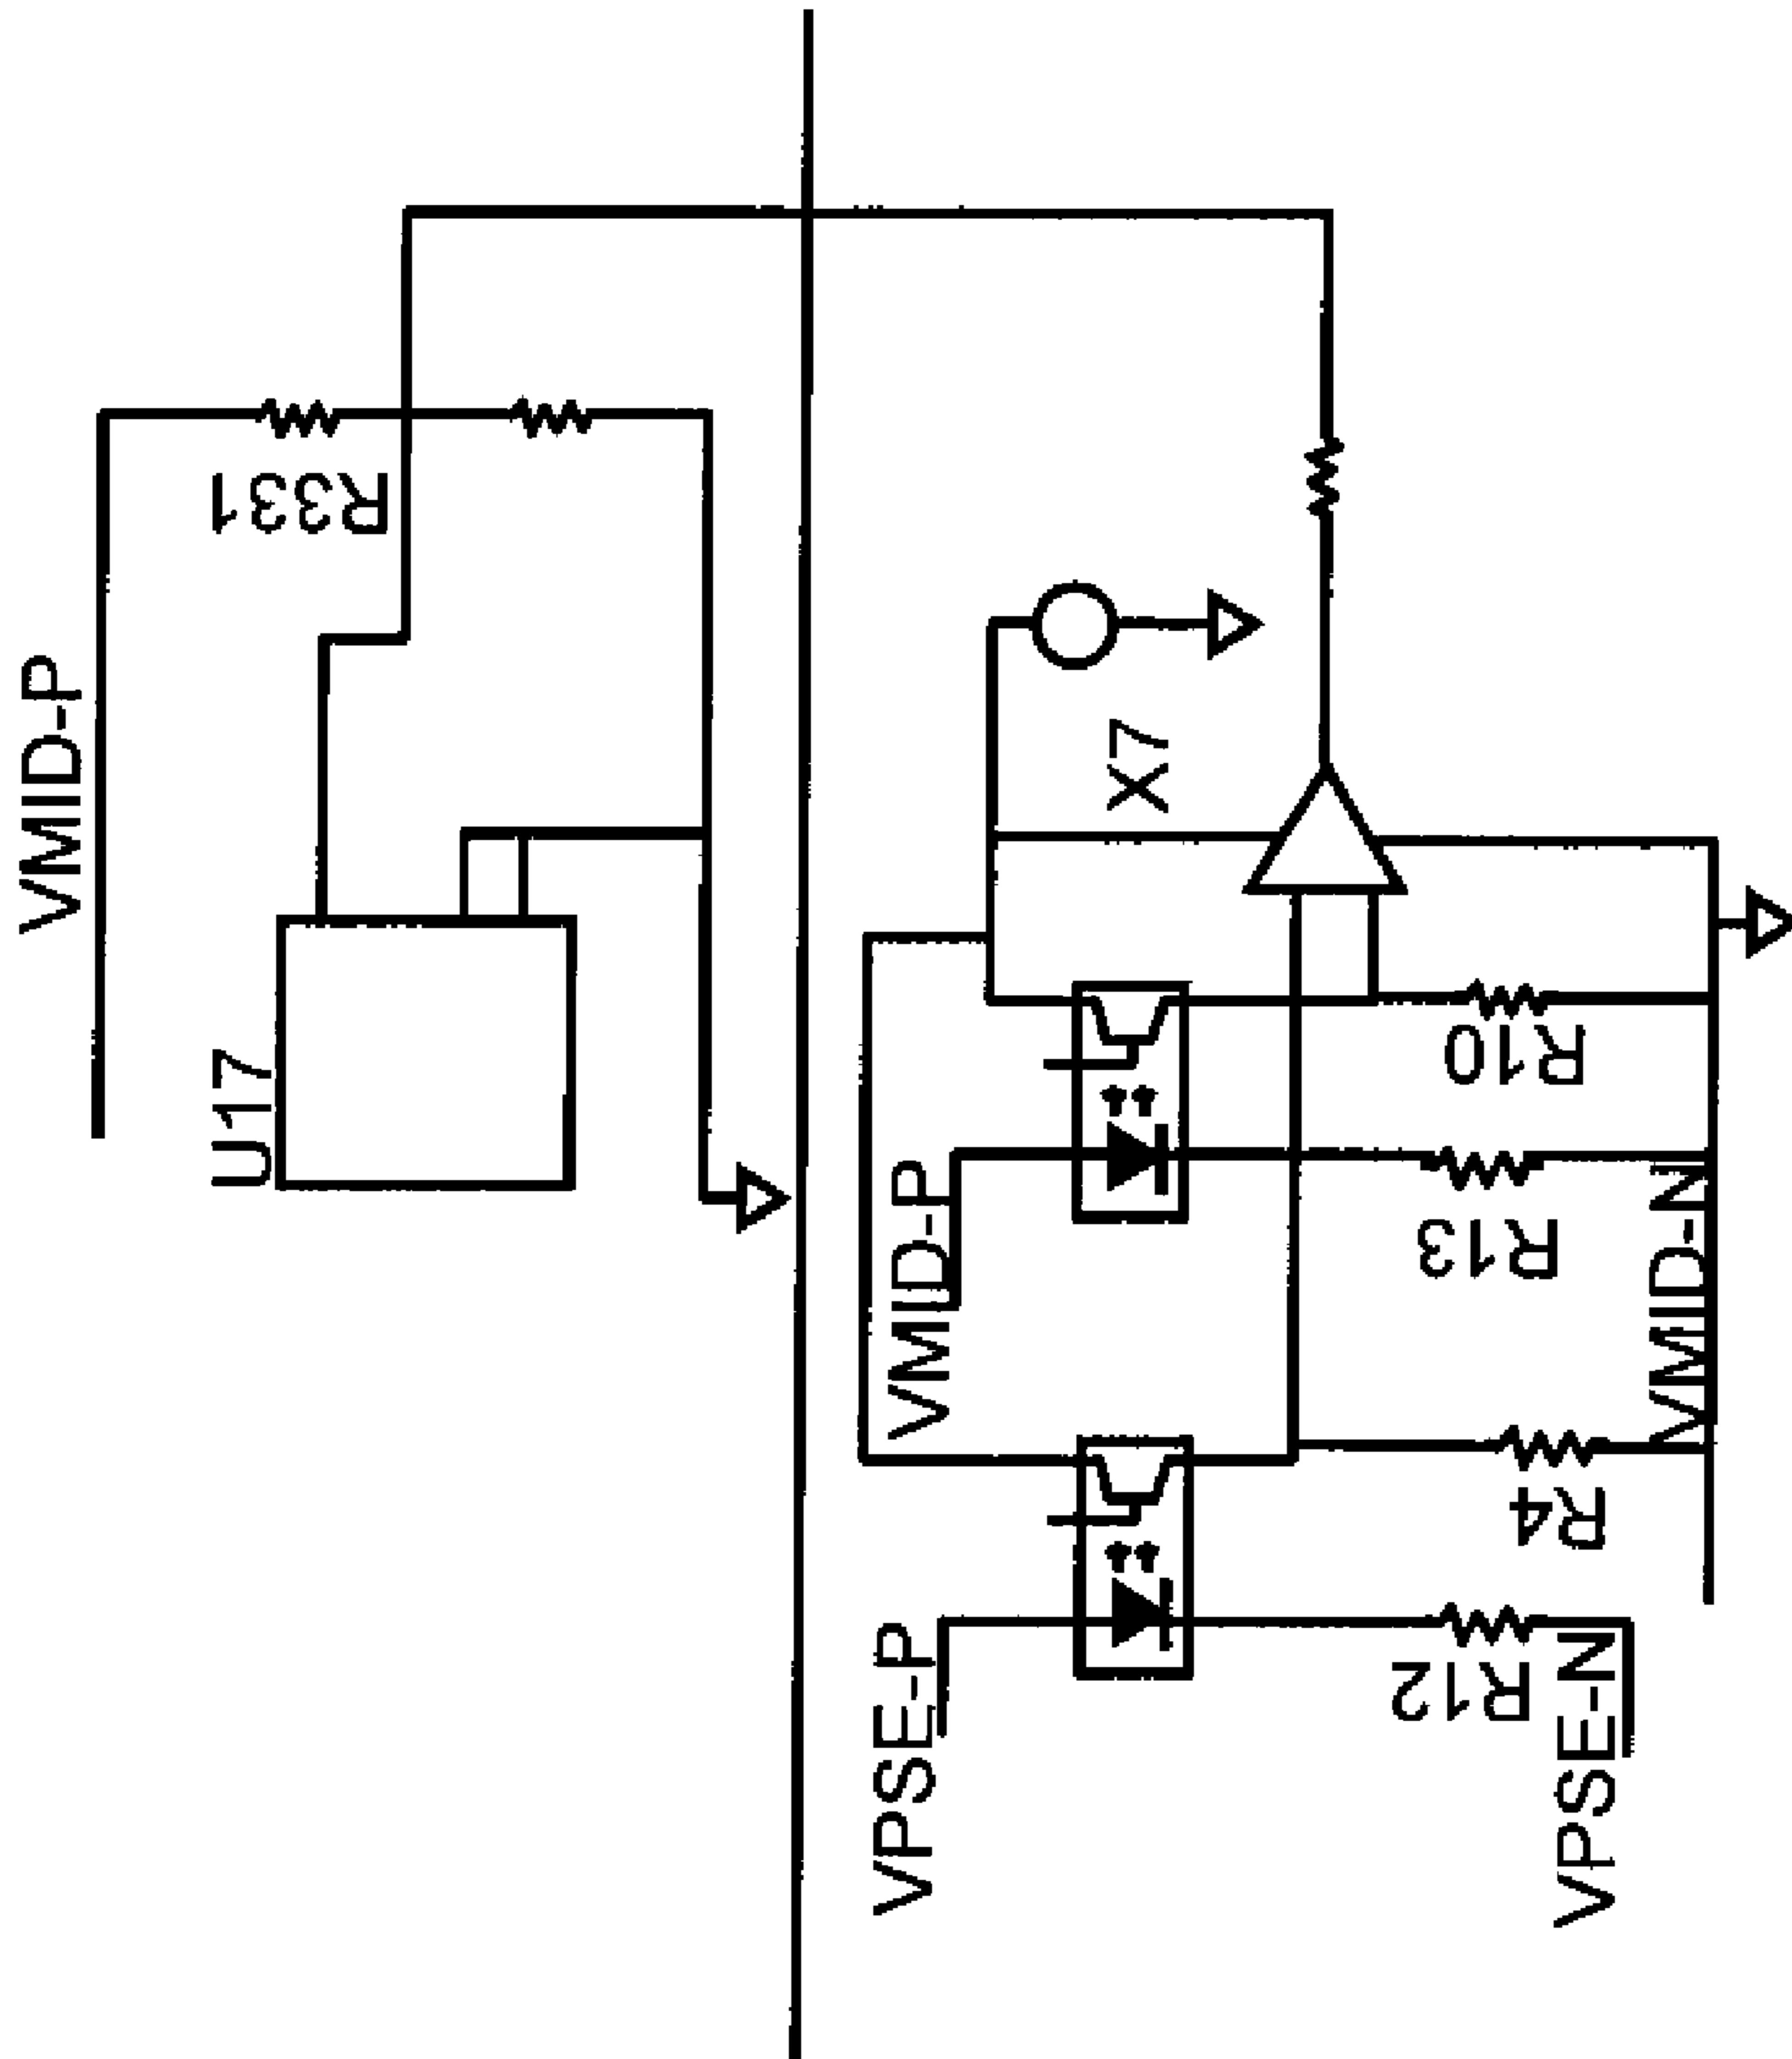 VMID-P
R331
U17
X7
VMID-P
R10
R13
VMID-N
R4
VPSE-P
R12
VPSE-N